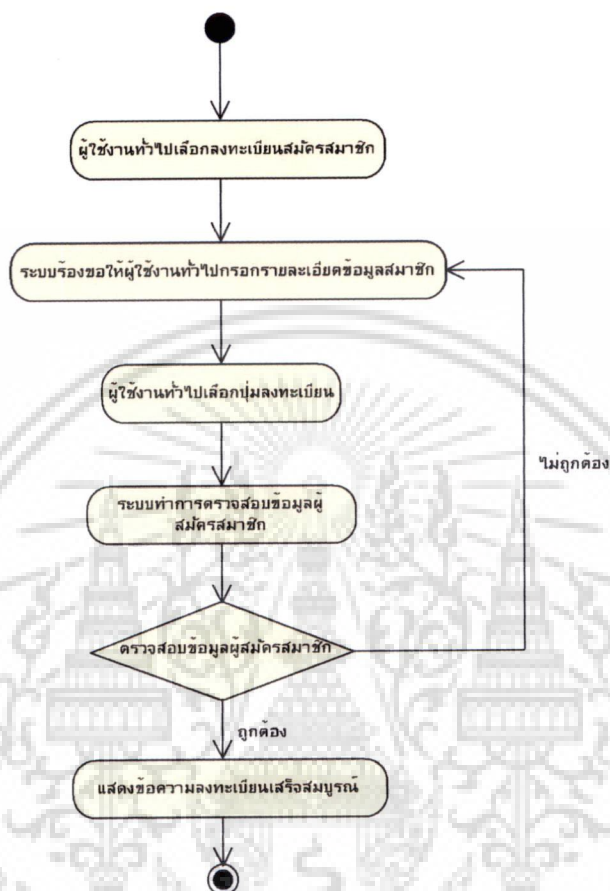 ผู้ใช้งานทั่วไปเลือกลงทะเบียนสมัครสมาชิก
ระบบร้องขอให้ผู้ใช้งานทั่วไปกรอกรายละเอียดข้อมูลสมาชิก
ผู้ใช้งานทั่วไปเลือกปุ่มลงทะเบียน
ไม่ถูกต้อง
ระบบทำการตรวจสอบข้อมูลผู้
สมัครสมาชิก
ตรวจสอบข้อมูลผู้สมัครสมาชิก
ถูกต้อง
แสดงข้อความลงทะเบียนเสร็จสมบูรณ์